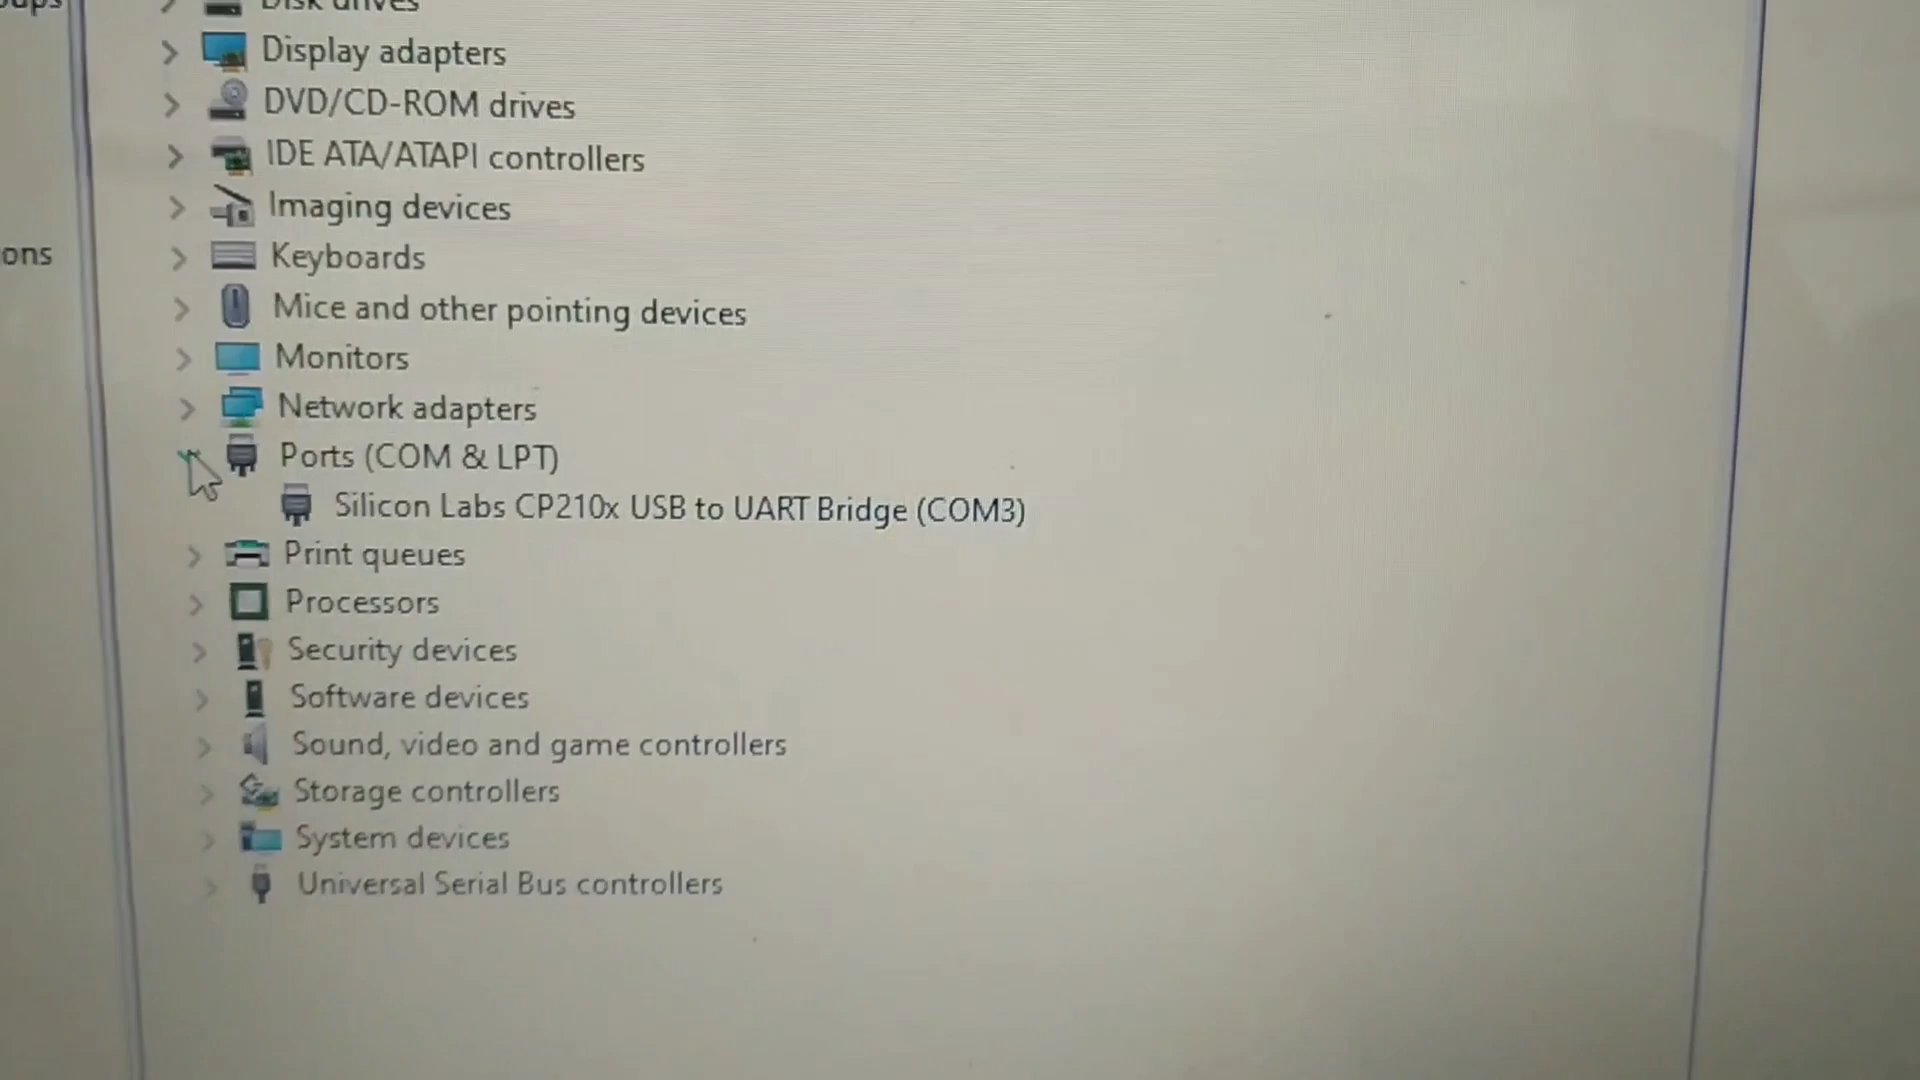 Disk drives
Display adapters
DVD/CD-ROM drives
IDE ATA/ATAPI controllers
Imaging devices
ons
Keyboards
Mice and other pointing devices
Monitors
Network adapters
Ports (COM & LPT)
Silicon Labs CP210x USB to UART Bridge (COM3)
Print queues
Processors
Security devices
Software devices
Sound, video and game controllers
Storage controllers
System devices
Universal Serial Bus controllers